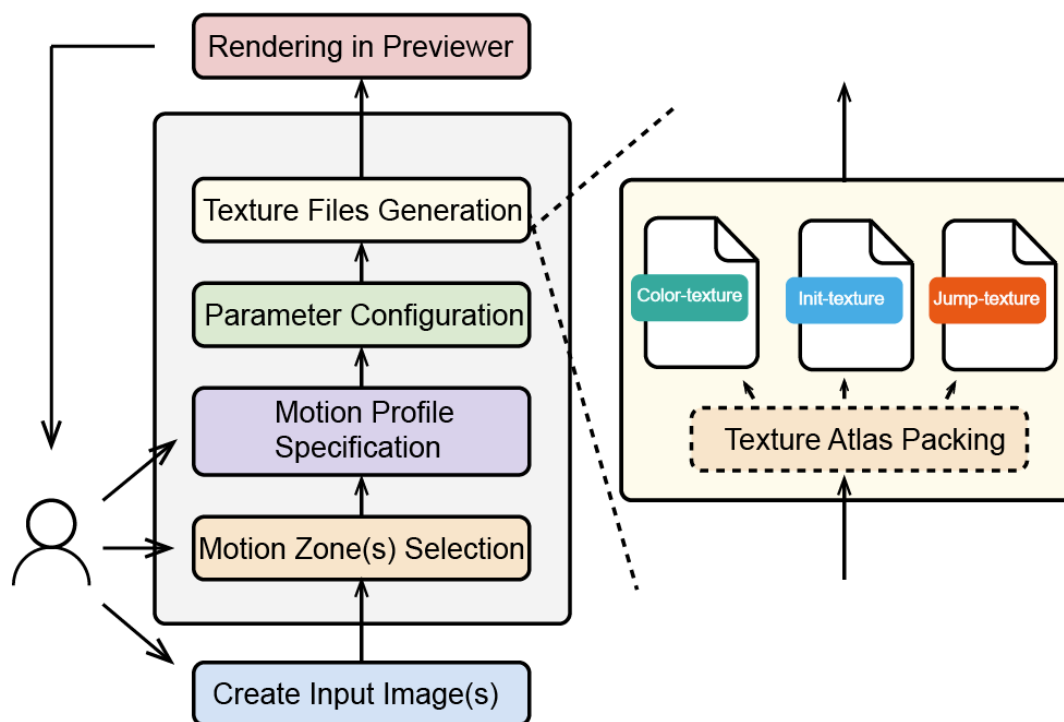 Rendering in Previewer
Texture Files Generation
Parameter Configuration
Motion Profile
Specification
Motion Zone(s) Selection
Create Input Image(s)
Color-texture
Init-texture
Jump-texture
Texture Atlas Packing